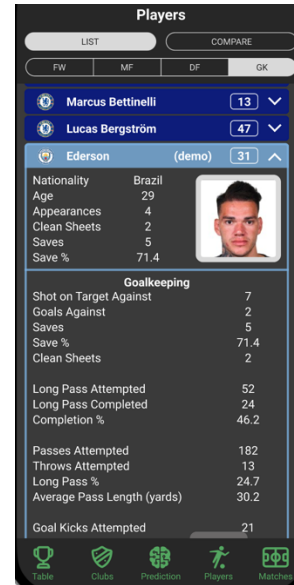 Players
LIST COMPARE
FW MF DF GK
Marcus Bettinelli 13
Lucas Bergström 47
Ederson (demo) 31
Nationality Brazil
Age 29
Appearances 4
Clean Sheets 2
Saves 5
Save % 71.4
Goalkeeping
Shot on Target Against 7
Goals Against 2
Saves 5
Save % 71.4
Clean Sheets 2
Long Pass Attempted 52
Long Pass Completed 24
Completion % 46.2
Passes Attempted 182
Throws Attempted 13
Long Pass % 24.7
Average Pass Length (yards) 30.2
Goal Kicks Attempted 21
Table Clubs Prediction Players Matches